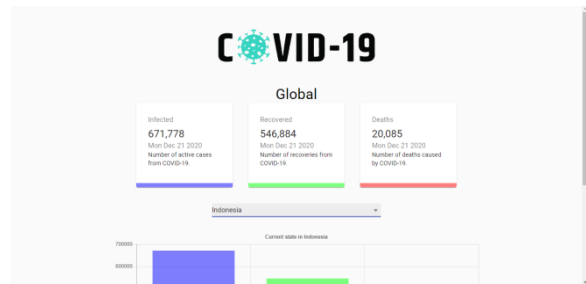 COVID-19
Global
Infected
671,778
Mon Dec 21 2020
Number of active cases
from COVID-19.
Recovered
546,884
Mon Dec 21 2020
Number of recoveries from
COVID-19.
Deaths
20,085
Mon Dec 21 2020
Number of deaths caused
by COVID-19.
Indonesia
Current state in Indonesia
700000
600000